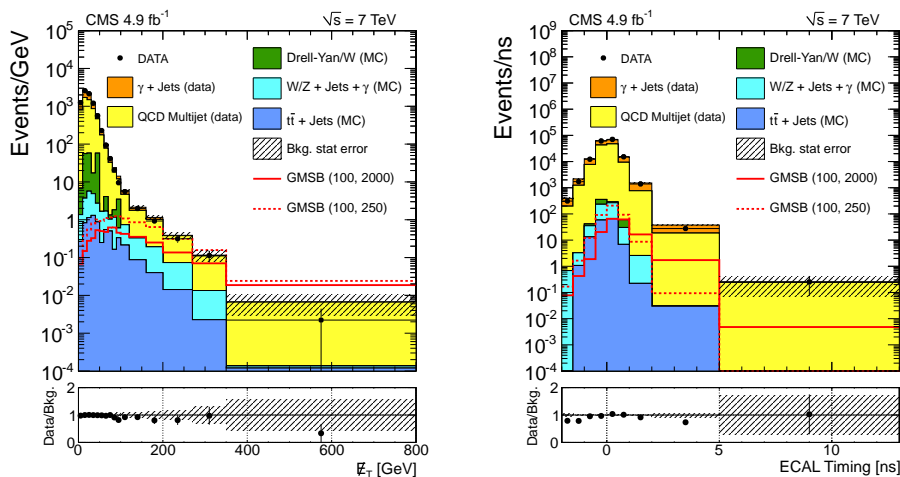 CMS 4.9 fb⁻¹ √s = 7 TeV
Events/GeV
10⁵
10⁴
10³
10²
10
1
10⁻¹
10⁻²
10⁻³
10⁻⁴
DATA
γ + Jets (data)
QCD Multijet (data)
Drell-Yan/W (MC)
W/Z + Jets + γ (MC)
tt̄ + Jets (MC)
Bkg. stat error
GMSB (100, 2000)
GMSB (100, 250)
Data/Bkg.
2
1
0
0 200 400 600 800
E̸_T [GeV]
CMS 4.9 fb⁻¹ √s = 7 TeV
Events/ns
10⁹
10⁸
10⁷
10⁶
10⁵
10⁴
10³
10²
10
1
10⁻¹
10⁻²
10⁻³
10⁻⁴
DATA
γ + Jets (data)
QCD Multijet (data)
Drell-Yan/W (MC)
W/Z + Jets + γ (MC)
tt̄ + Jets (MC)
Bkg. stat error
GMSB (100, 2000)
GMSB (100, 250)
Data/Bkg.
2
1
0
0 5 10
ECAL Timing [ns]